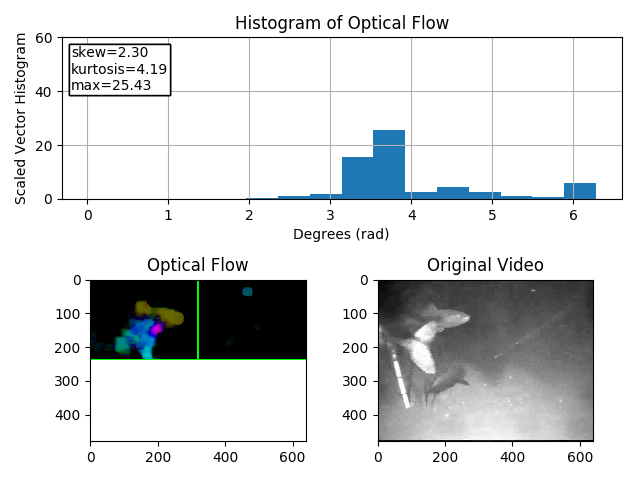 Histogram of Optical Flow
skew=2.30
kurtosis=4.19
max=25.43
Scaled Vector Histogram
60
40
20
0
0 1 2 3 4 5 6
Degrees (rad)
Optical Flow
0
100
200
300
400
0 200 400 600
Original Video
0
100
200
300
400
0 200 400 600